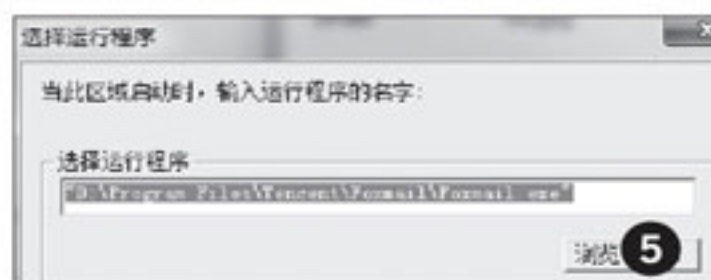 选择运行程序
当此区域启动时，输入运行程序的名字：
选择运行程序
"D:\Program Files\Tencent\Foxmail\Foxmail.exe"
浏览 5